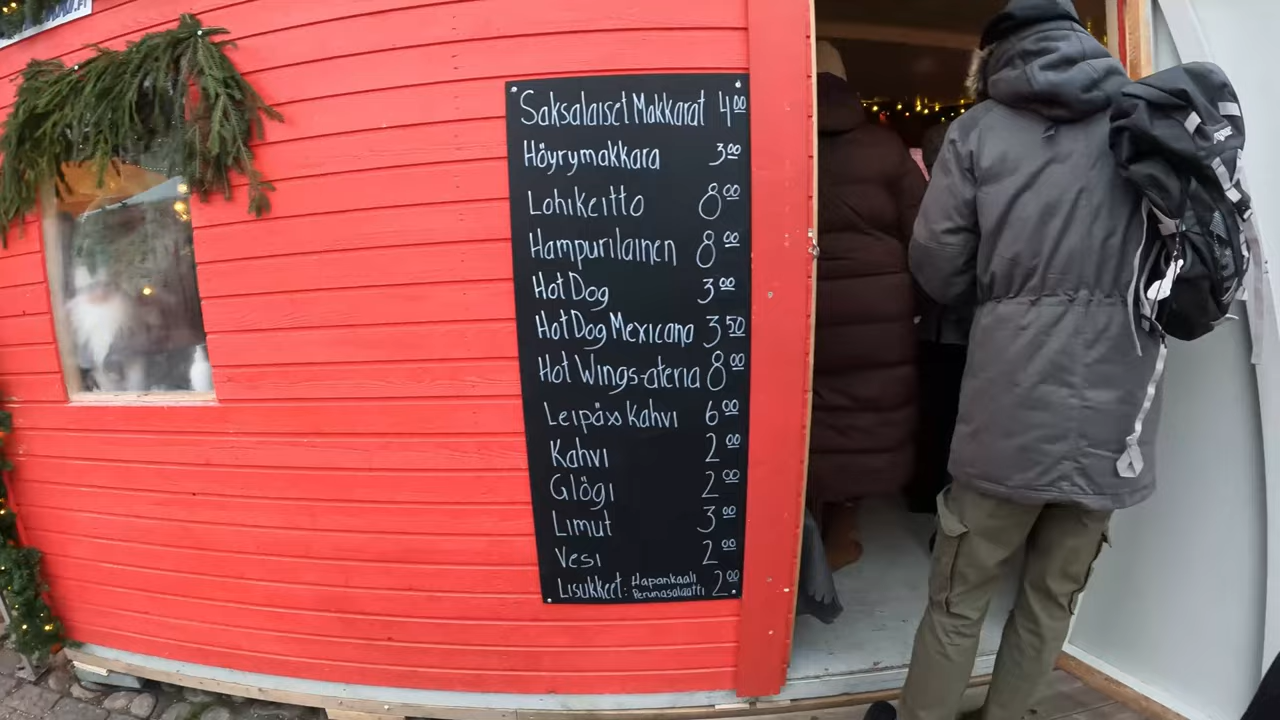 Saksalaiset Makkarat 4 00
Höyrymakkara 3 00
Lohikeitto 8 00
Hampurilainen 8 00
Hot Dog 3 00
Hot Dog Mexicana 3 50
Hot Wings-ateria 8 00
Kahvi 6 00
Kahvi 2 00
Glögi 2 00
Limut 3 00
Vesi 2 00
Lisukkeet: Hapankaali
Perunasalaatti 2 00